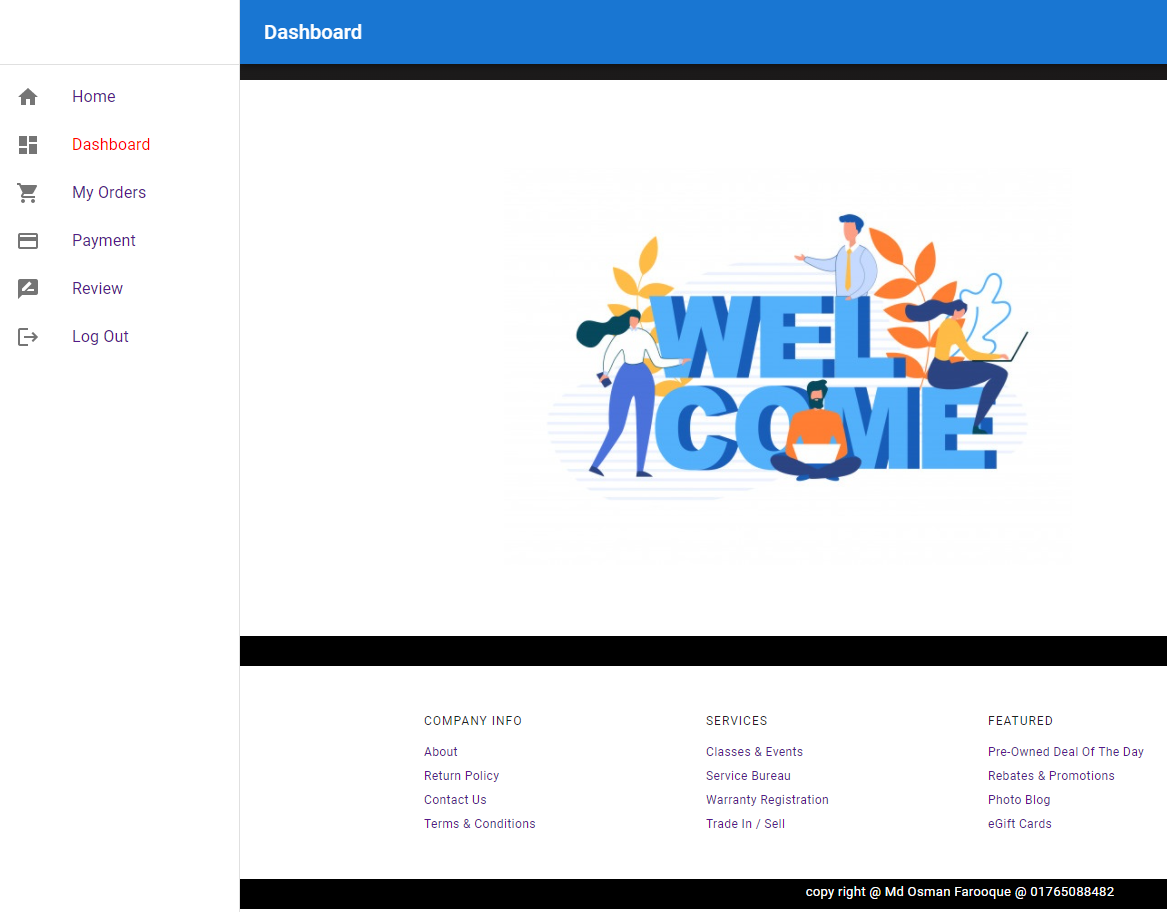 Dashboard
Home
Dashboard
My Orders
Payment
Review
Log Out
WEL
COME
COMPANY INFO
About
Return Policy
Contact Us
Terms & Conditions
SERVICES
Classes & Events
Service Bureau
Warranty Registration
Trade In / Sell
FEATURED
Pre-Owned Deal Of The Day
Rebates & Promotions
Photo Blog
eGift Cards
copy right @ Md Osman Farooque @ 01765088482